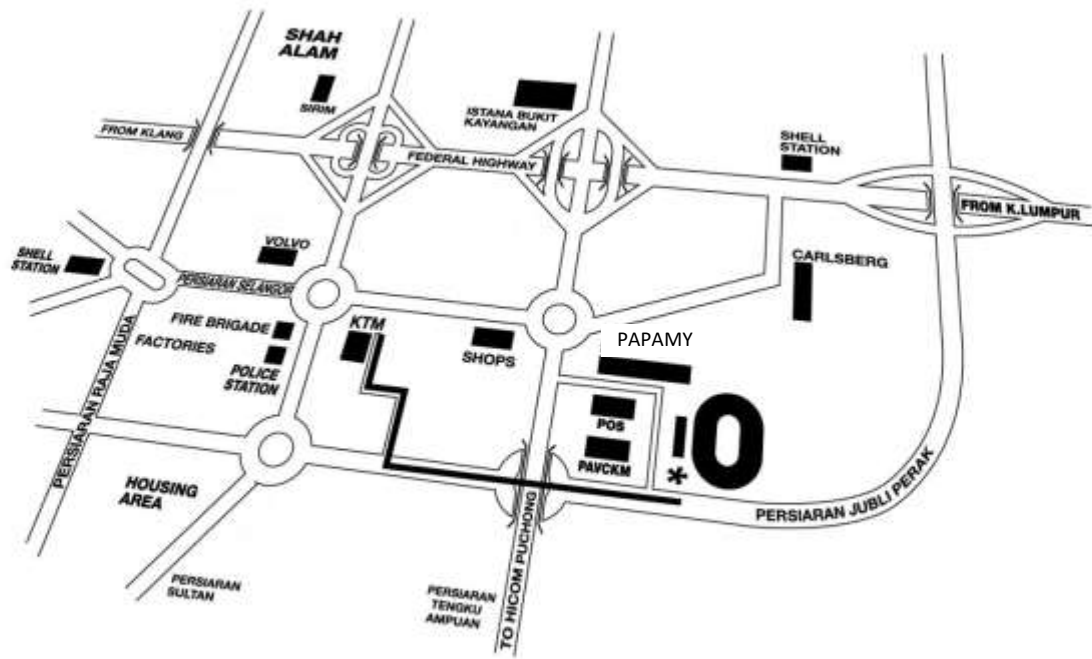 SHAH
ALAM
SIRIM
ISTANA BUKIT
KAYANGAN
FROM KLANG
FEDERAL HIGHWAY
SHELL
STATION
FROM K.LUMPUR
VOLVO
SHELL
STATION
PERSIARAN SELANGOR
CARLSBERG
FIRE BRIGADE
KTM
PAPAMY
FACTORIES
SHOPS
POLICE
STATION
PERSIARAN RAJA MUDA
POS
PAVCKM
*
HOUSING
AREA
PERSIARAN JUBLI PERAK
PERSIARAN
SULTAN
PERSIARAN
TENGKU
AMPUAN
TO HICOM PUCHONG